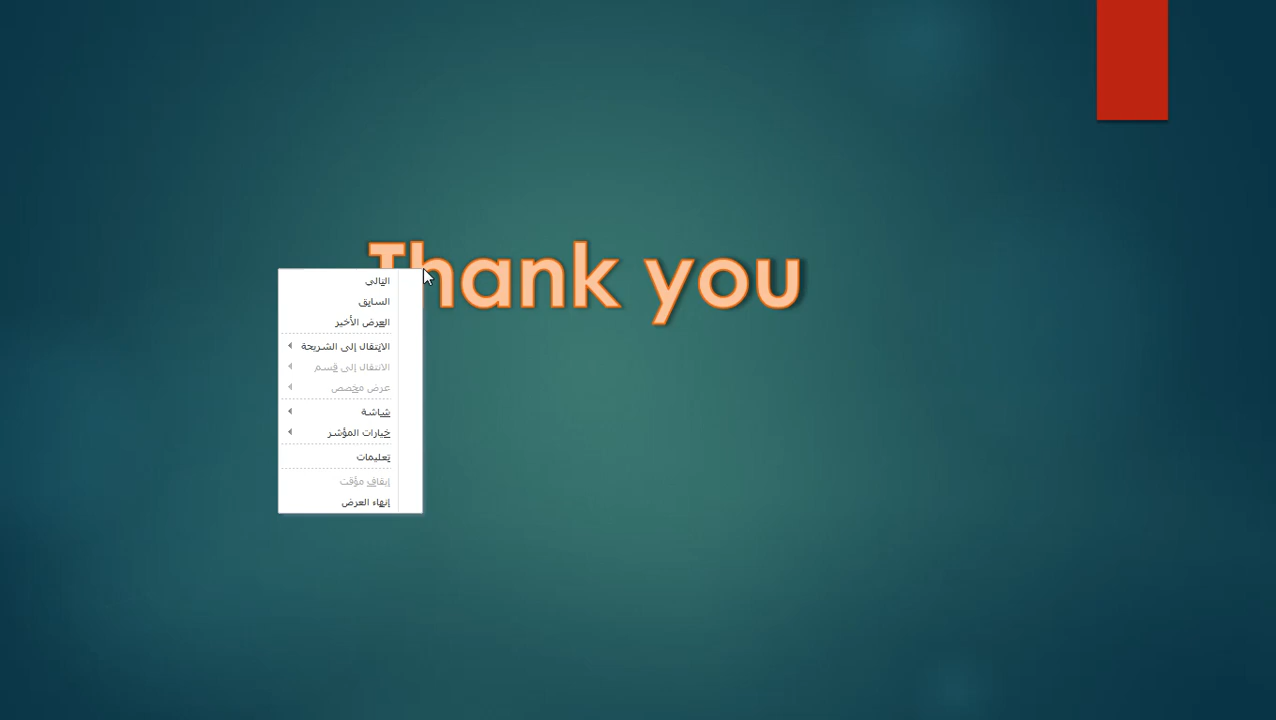 Thank you
التالي
السابق
العرض الأخير
الانتقال إلى الشريحة
الانتقال إلى قسم
عرض مخصص
شاشة
خيارات المؤشر
تعليمات
إيقاف مؤقت
إنهاء العرض